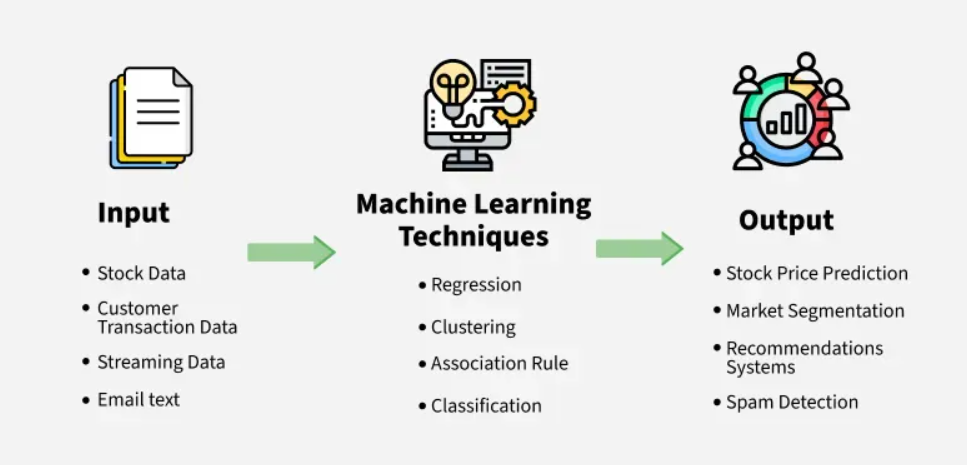 Input
• Stock Data
• Customer
Transaction Data
• Streaming Data
• Email text
Machine Learning
Techniques
• Regression
• Clustering
• Association Rule
• Classification
Output
• Stock Price Prediction
• Market Segmentation
• Recommendations
Systems
• Spam Detection